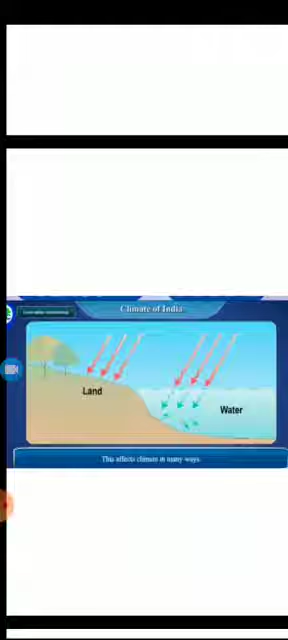 Climate of India
Land
Water
This affects climate in many ways.